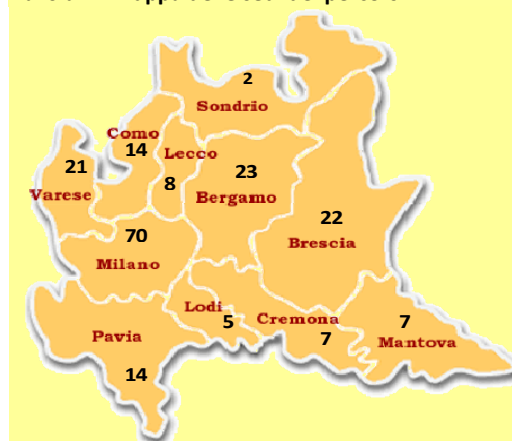 2
Sondrio
Como
14
Lecco
8
21
Varese
23
Bergamo
22
Brescia
70
Milano
Lodi
5
Cremona
7
7
Mantova
Pavia
14